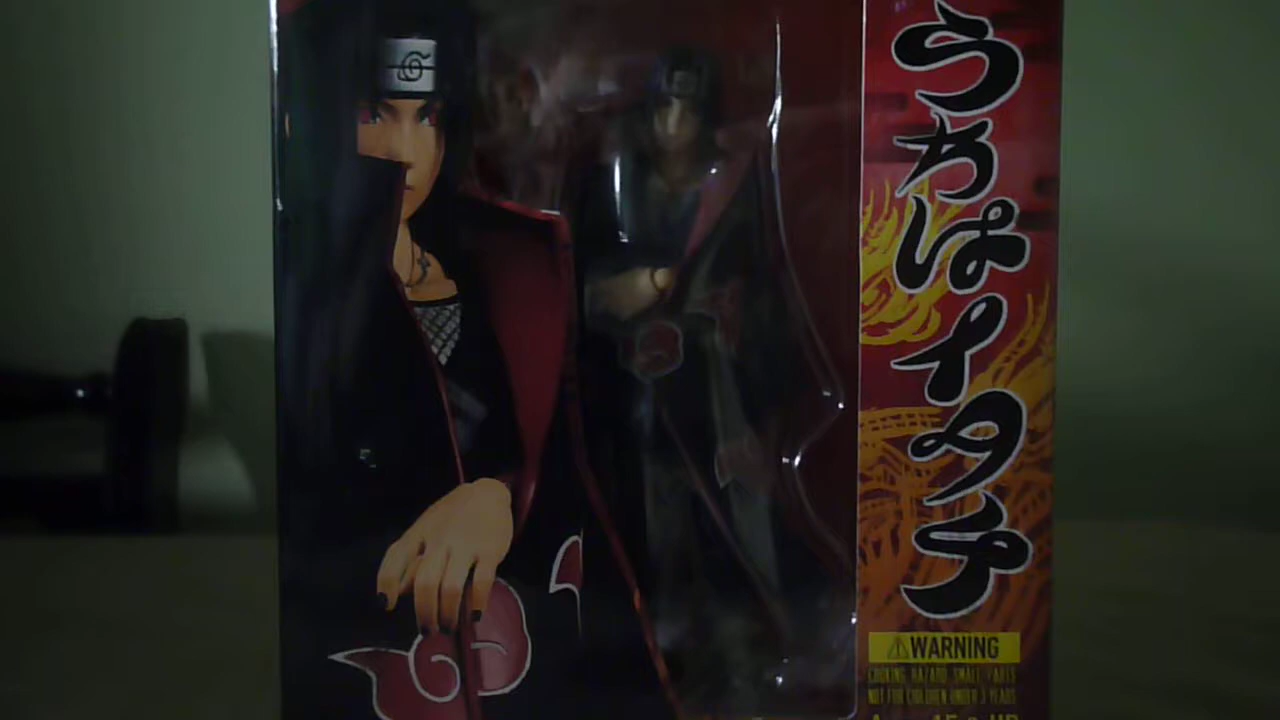 うちはイタチ
WARNING
CHOKING HAZARD SMALL PARTS
NOT FOR CHILDREN UNDER 3 YEARS